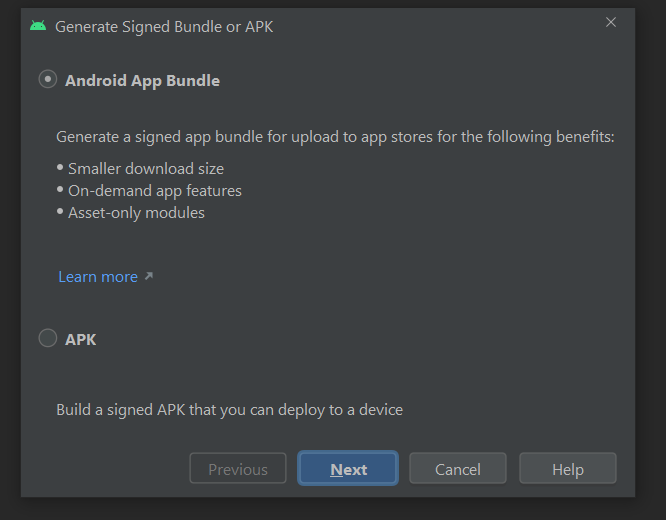 Generate Signed Bundle or APK
Android App Bundle
Generate a signed app bundle for upload to app stores for the following benefits:
• Smaller download size
• On-demand app features
• Asset-only modules
Learn more ↗
APK
Build a signed APK that you can deploy to a device
Previous Next Cancel Help